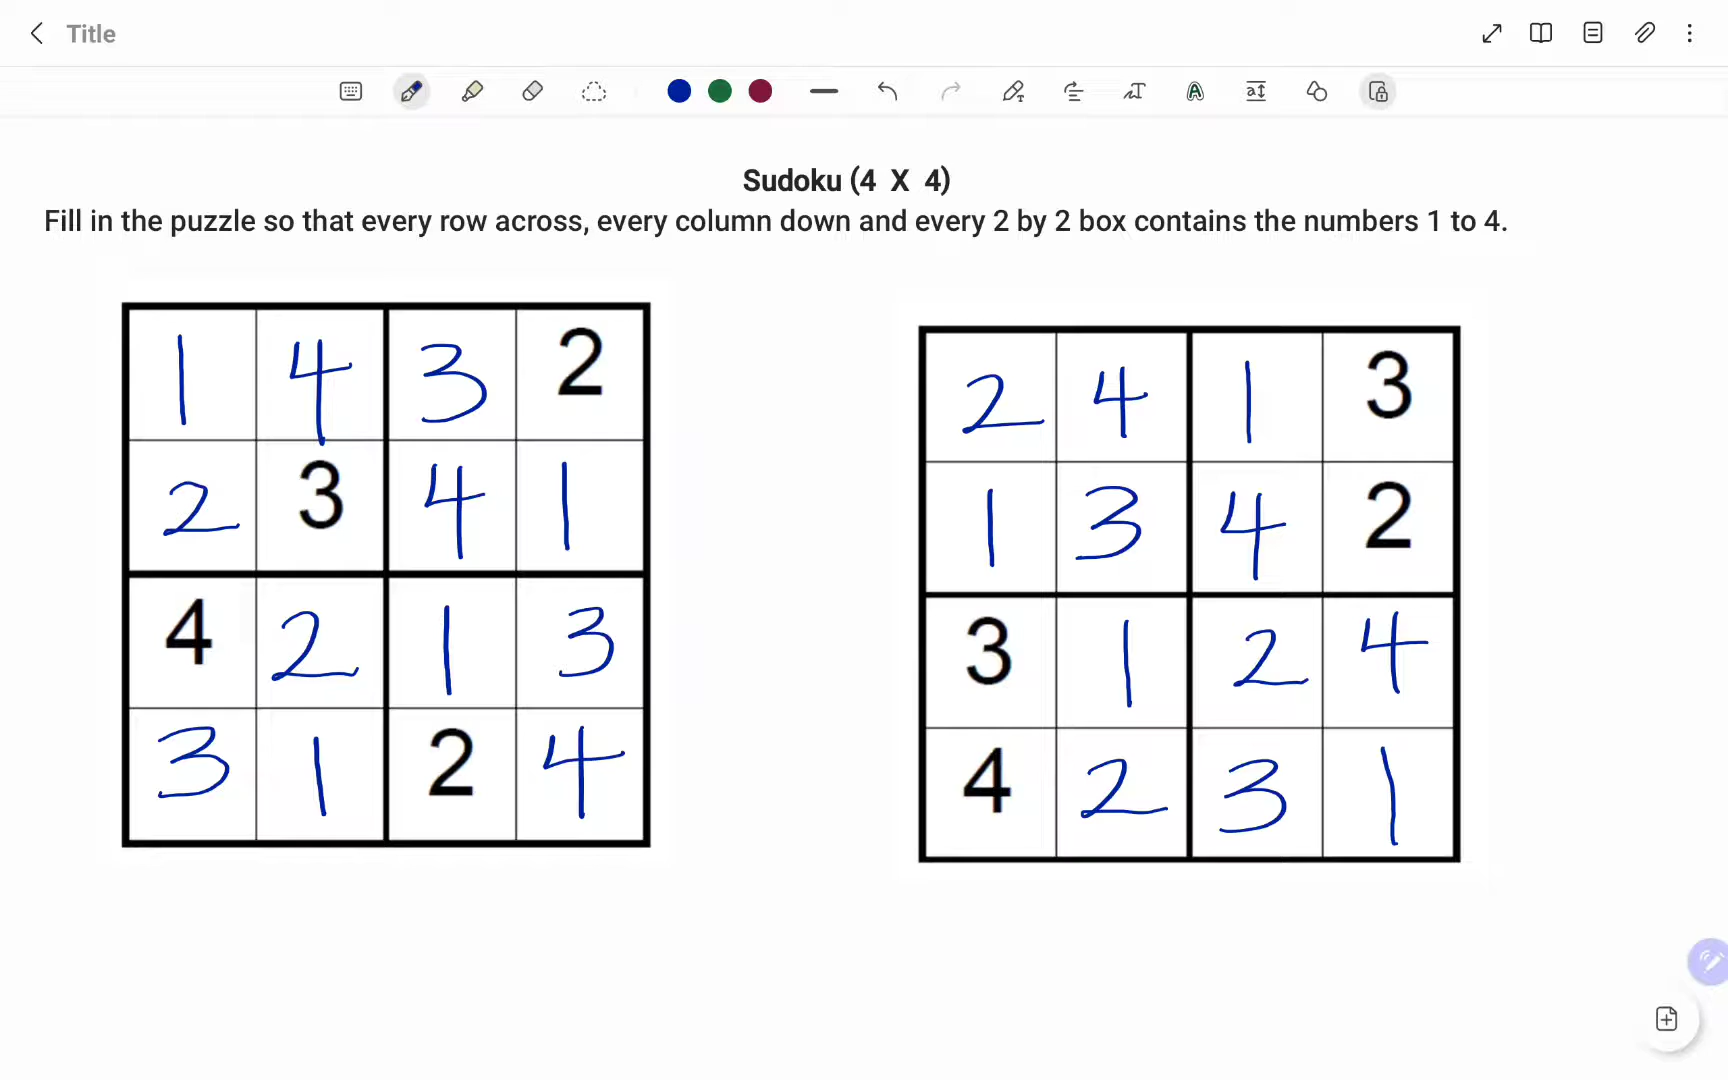 Title
Sudoku (4 X 4)
Fill in the puzzle so that every row across, every column down and every 2 by 2 box contains the numbers 1 to 4.
1 4 3 2
2 3 4 1
4 2 1 3
3 1 2 4
2 4 1 3
1 3 4 2
3 1 2 4
4 2 3 1